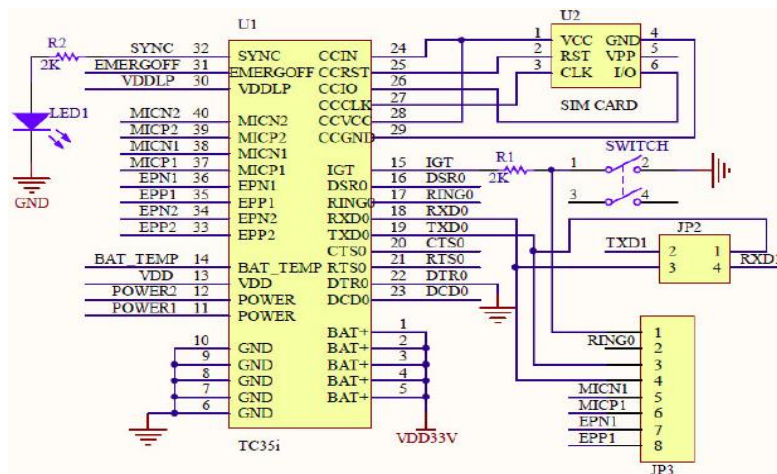 U1
U2
R2
2K
LED1
GND
SYNC 32 SYNC
EMERGOFF 31 EMERGOFF
VDDLP 30 VDDLP
MICN2 40 MICN2
MICP2 39 MICP2
MICN1 38 MICN1
MICP1 37 MICP1
EPN1 36 EPN1
EPP1 35 EPP1
EPN2 34 EPN2
EPP2 33 EPP2
BAT_TEMP 14 BAT_TEMP
VDD 13 VDD
POWER2 12 POWER
POWER1 11 POWER
10 GND
9 GND
8 GND
7 GND
6 GND
TC35i
CCIN 24
CCRST 25
CCIO 26
CCCLK 27
CCVCC 28
CCGND 29
IGT 15 IGT
DSR0 16 DSR0
RING0 17 RING0
RXD0 18 RXD0
TXD0 19 TXD0
CTS0 20 CTS0
RTS0 21 RTS0
DTR0 22 DTR0
DCD0 23 DCD0
BAT+ 1
BAT+ 2
BAT+ 3
BAT+ 4
BAT+ 5
VDD33V
1 VCC GND 4
2 RST VPP 5
3 CLK I/O 6
SIM CARD
R1
2K
SWITCH
1 2
3 4
JP2
TXD1 2 1
3 4
RING0
MICN1
MICP1
EPN1
EPP1
1
2
3
4
5
6
7
8
JP3